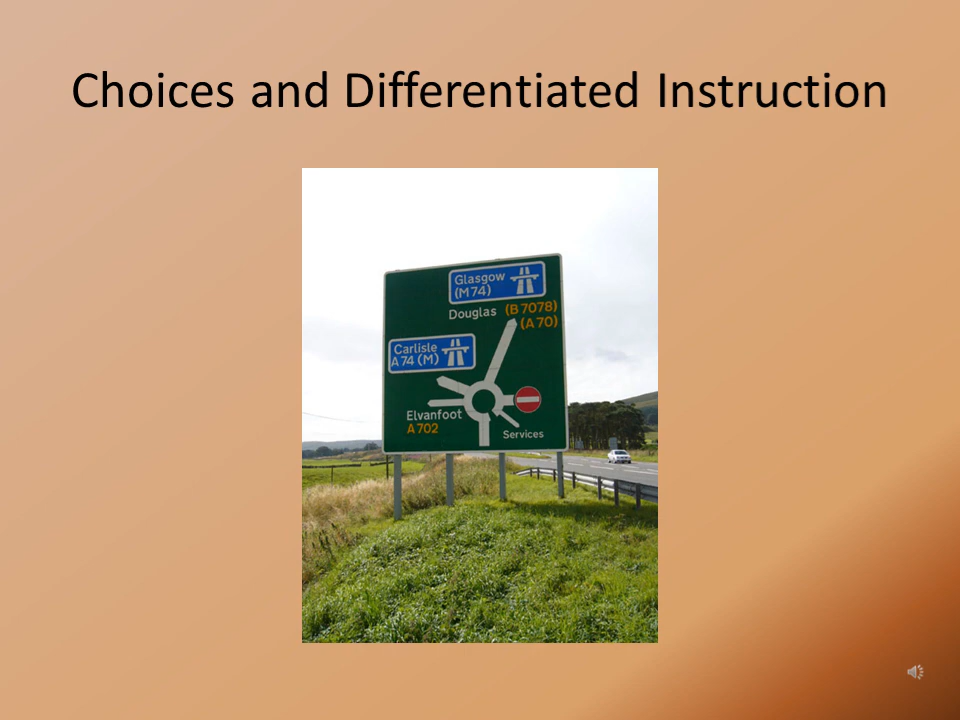 Choices and Differentiated Instruction
Glasgow
(M74)
Douglas (B7078)
(A70)
Carlisle
A74 (M)
Elvanfoot
A702
Services